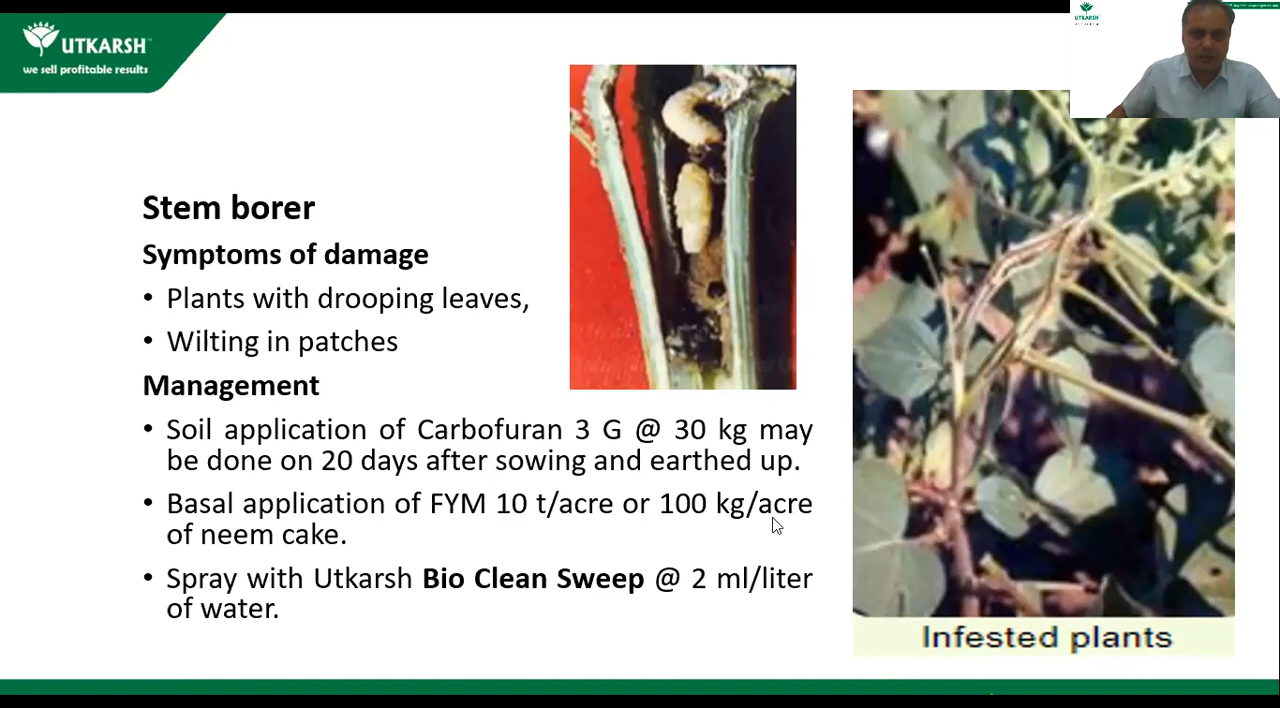 UTKARSH
we sell profitable results
UTKARSH
Stem borer
Symptoms of damage
• Plants with drooping leaves,
• Wilting in patches
Management
• Soil application of Carbofuran 3 G @ 30 kg may
be done on 20 days after sowing and earthed up.
• Basal application of FYM 10 t/acre or 100 kg/acre
of neem cake.
• Spray with Utkarsh Bio Clean Sweep @ 2 ml/liter
of water.
Infested plants